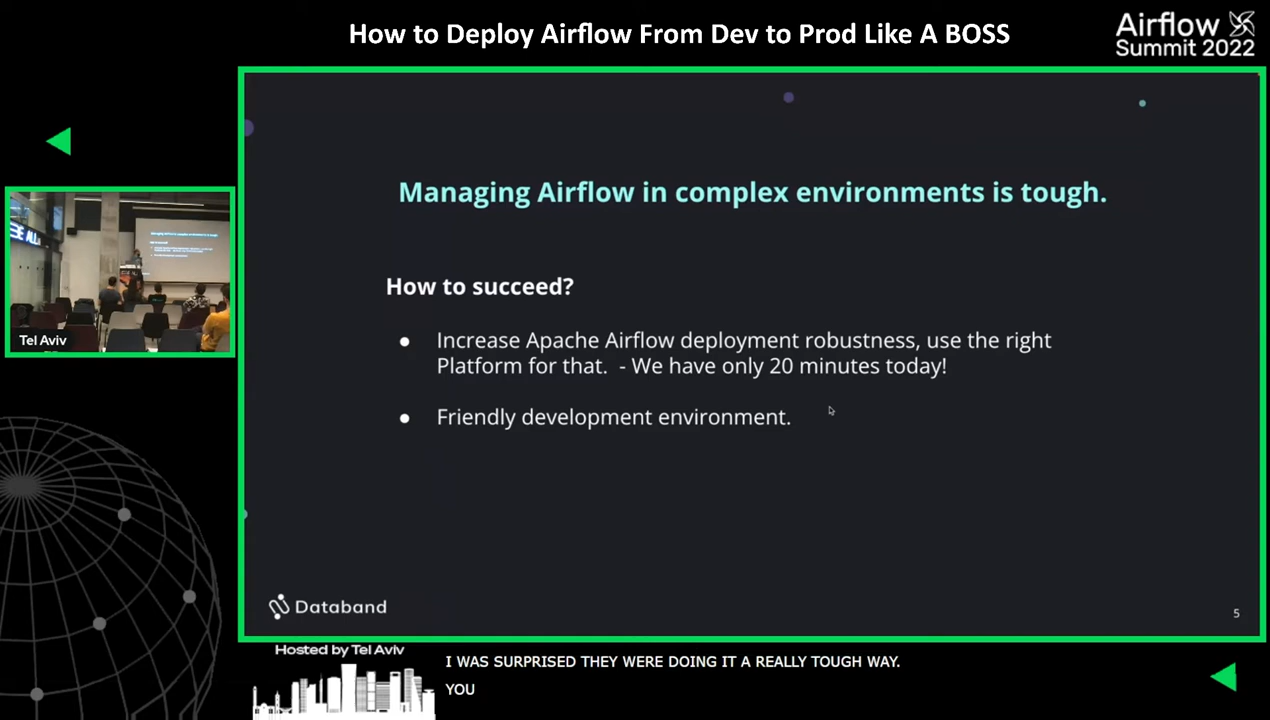 How to Deploy Airflow From Dev to Prod Like A BOSS
Airflow
Summit 2022
Managing Airflow in complex environments is tough.
How to succeed?
● Increase Apache Airflow deployment robustness, use the right
Platform for that. - We have only 20 minutes today!
● Friendly development environment.
Tel Aviv
Databand
5
Hosted by Tel Aviv
I WAS SURPRISED THEY WERE DOING IT A REALLY TOUGH WAY.
YOU